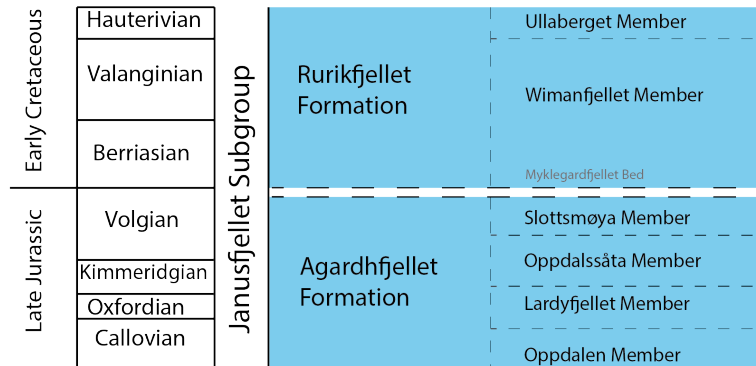 Early Cretaceous
Hauterivian
Valanginian
Berriasian
Late Jurassic
Volgian
Kimmeridgian
Oxfordian
Callovian
Janusfjellet Subgroup
Rurikfjellet
Formation
Ullaberget Member
Wimanfjellet Member
Myklegardfjellet Bed
Agardhfjellet
Formation
Slottsmøya Member
Oppdalssåta Member
Lardyfjellet Member
Oppdalen Member